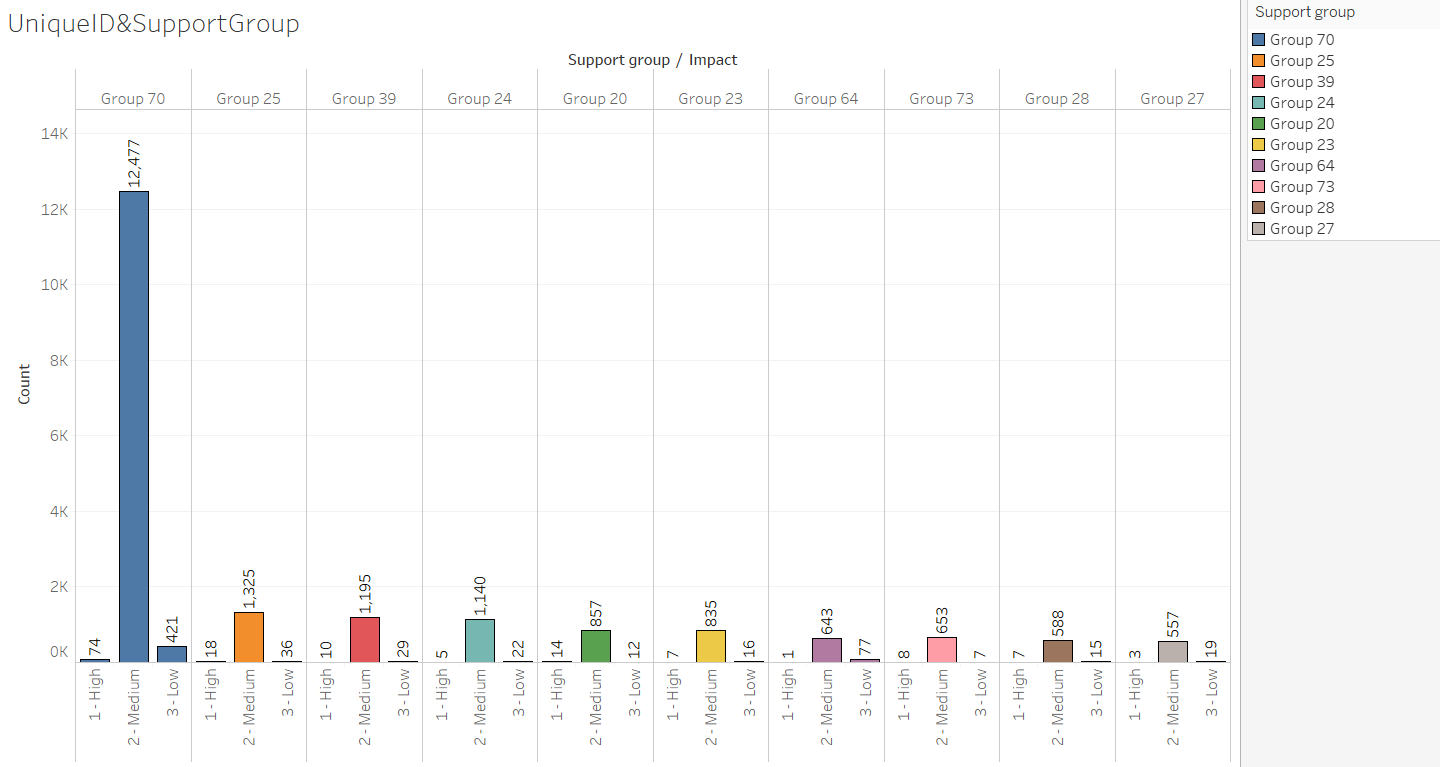 UniqueID&SupportGroup
Support group / Impact
Group 70 Group 25 Group 39 Group 24 Group 20 Group 23 Group 64 Group 73 Group 28 Group 27
Count
14K
12K
10K
8K
6K
4K
2K
0K
74 12,477 421
18 1,325 36
10 1,195 29
5 1,140 22
14 857 12
7 835 16
1 643 77
8 653 7
7 588 15
3 557 19
1 - High 2 - Medium 3 - Low
1 - High 2 - Medium 3 - Low
1 - High 2 - Medium 3 - Low
1 - High 2 - Medium 3 - Low
1 - High 2 - Medium 3 - Low
1 - High 2 - Medium 3 - Low
1 - High 2 - Medium 3 - Low
1 - High 2 - Medium 3 - Low
1 - High 2 - Medium 3 - Low
1 - High 2 - Medium 3 - Low
Support group
Group 70
Group 25
Group 39
Group 24
Group 20
Group 23
Group 64
Group 73
Group 28
Group 27